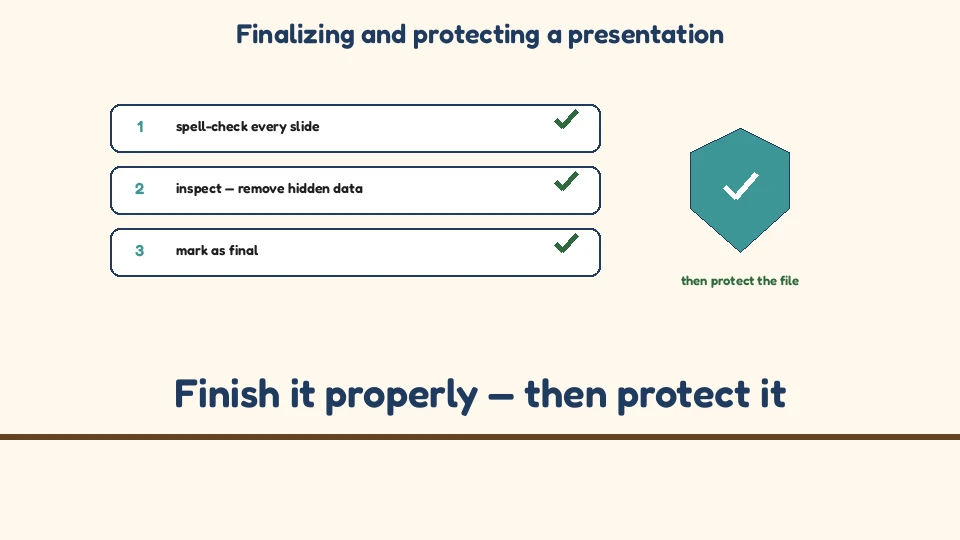 Finalizing and protecting a presentation
1 spell-check every slide
2 inspect — remove hidden data
3 mark as final
then protect the file
Finish it properly — then protect it